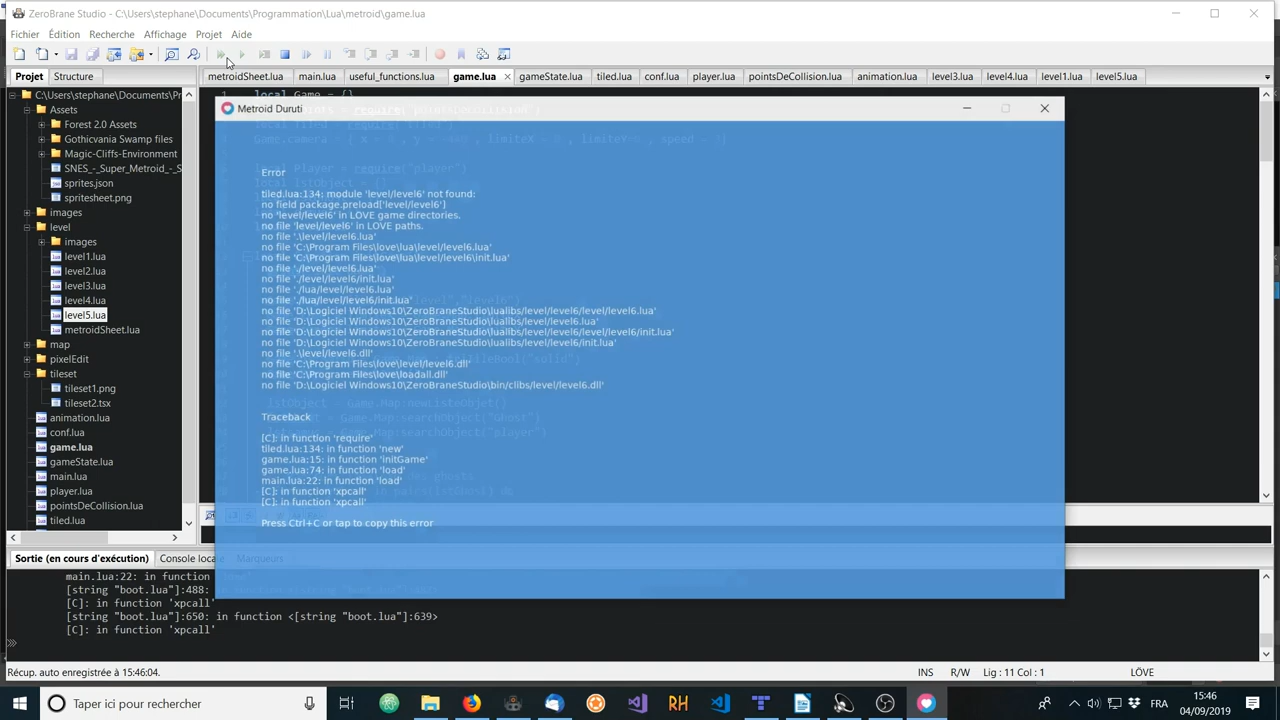 ZeroBrane Studio - C:\Users\stephane\Documents\Programmation\Lua\metroid\game.lua
Fichier Édition Recherche Affichage Projet Aide
Projet Structure
metroidSheet.lua main.lua useful_functions.lua game.lua gameState.lua tiled.lua conf.lua player.lua pointsDeCollision.lua animation.lua level3.lua level4.lua level1.lua level5.lua
C:\Users\stephane\Documents\Pr
Assets
Forest 2.0 Assets
Gothicvania Swamp files
Magic-Cliffs-Environment
SNES_-_Super_Metroid_-_S
sprites.json
spritesheet.png
images
level
images
level1.lua
level2.lua
level3.lua
level4.lua
level5.lua
metroidSheet.lua
map
pixelEdit
tileset
tileset1.png
tileset2.tsx
animation.lua
conf.lua
game.lua
gameState.lua
main.lua
player.lua
pointsDeCollision.lua
tiled.lua
local Game = {}
Metroid Duruti
Error
tiled.lua:134: module 'level/level6' not found:
no field package.preload['level/level6']
no 'level/level6' in LOVE game directories.
no file 'level/level6' in LOVE paths.
no file '.\level/level6.lua'
no file 'C:\Program Files\love\lua\level/level6.lua'
no file 'C:\Program Files\love\lua\level/level6\init.lua'
no file './level/level6.lua'
no file './level/level6/init.lua'
no file './lua/level/level6.lua'
no file './lua/level/level6/init.lua'
no file 'D:\Logiciel Windows10\ZeroBraneStudio\lualibs/level/level6/level/level6.lua'
no file 'D:\Logiciel Windows10\ZeroBraneStudio\lualibs/level/level6.lua'
no file 'D:\Logiciel Windows10\ZeroBraneStudio\lualibs/level/level6/level/level6/init.lua'
no file 'D:\Logiciel Windows10\ZeroBraneStudio\lualibs/level/level6/init.lua'
no file '.\level/level6.dll'
no file 'C:\Program Files\love\level/level6.dll'
no file 'C:\Program Files\love\loadall.dll'
no file 'D:\Logiciel Windows10\ZeroBraneStudio\bin/clibs/level/level6.dll'
Traceback
[C]: in function 'require'
tiled.lua:134: in function 'new'
game.lua:15: in function 'initGame'
game.lua:74: in function 'load'
main.lua:22: in function 'load'
[C]: in function 'xpcall'
[C]: in function 'xpcall'
Press Ctrl+C or tap to copy this error
Sortie (en cours d'exécution) Console locale Marqueurs
main.lua:22: in function
[string "boot.lua"]:488:
[C]: in function 'xpcall'
[string "boot.lua"]:650: in function <[string "boot.lua"]:639>
[C]: in function 'xpcall'
Récup. auto enregistrée à 15:46:04.
INS R/W Lig : 11 Col : 1 LÖVE
Taper ici pour rechercher
FRA
15:46
04/09/2019